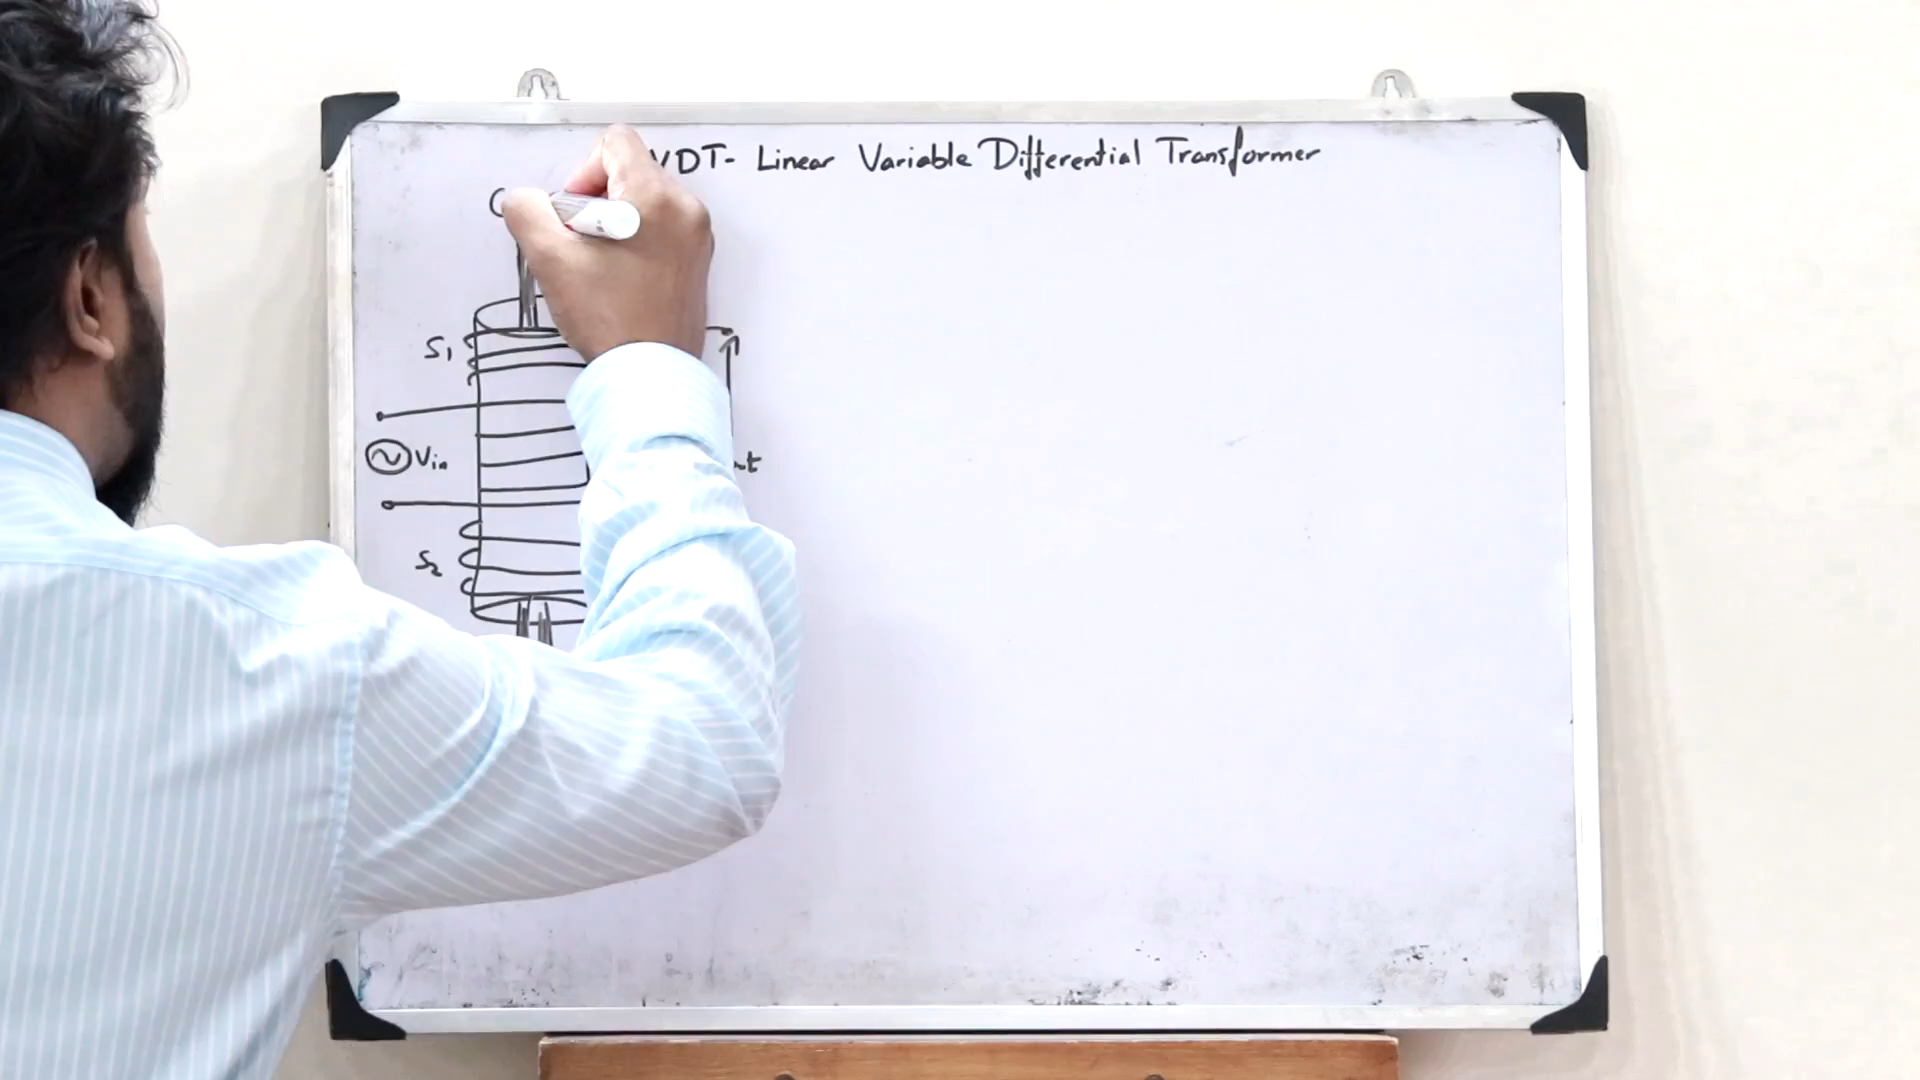 VDT- Linear Variable Differential Transformer
C
S1
Vin
S2